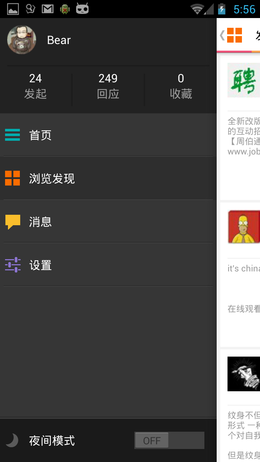 5:56
Bear
24
249
0
发起
回应
收藏
首页
浏览发现
消息
设置
夜间模式
OFF
聘
全新改版
的互动招
【周伯通
www.job
it's china
在线观看
纹身不但
形式 一种
个对自我
但是纹身